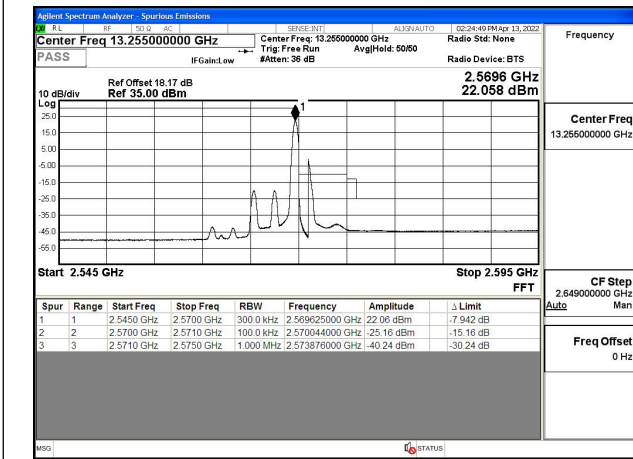 Agilent Spectrum Analyzer - Spurious Emissions
RL RF 50 Ω AC SENSE:INT ALIGN AUTO 02:24:49 PM Apr 13, 2022
Center Freq 13.255000000 GHz Center Freq: 13.255000000 GHz Radio Std: None
Trig: Free Run Avg|Hold: 50/50
PASS IFGain:Low #Atten: 36 dB Radio Device: BTS
Frequency
Ref Offset 18.17 dB 2.5696 GHz
10 dB/div Ref 35.00 dBm 22.058 dBm
Log
1
25.0
15.0
5.00
-5.00
-15.0
-25.0
-35.0
-45.0
-55.0
Start 2.545 GHz Stop 2.595 GHz
FFT
Spur Range Start Freq Stop Freq RBW Frequency Amplitude Δ Limit
1 1 2.5450 GHz 2.5700 GHz 300.0 kHz 2.569625000 GHz 22.06 dBm -7.942 dB
2 2 2.5700 GHz 2.5710 GHz 100.0 kHz 2.570044000 GHz -25.16 dBm -15.16 dB
3 3 2.5710 GHz 2.5750 GHz 1.000 MHz 2.573876000 GHz -40.24 dBm -30.24 dB
Center Freq
13.255000000 GHz
CF Step
2.649000000 GHz
Auto Man
Freq Offset
0 Hz
MSG STATUS